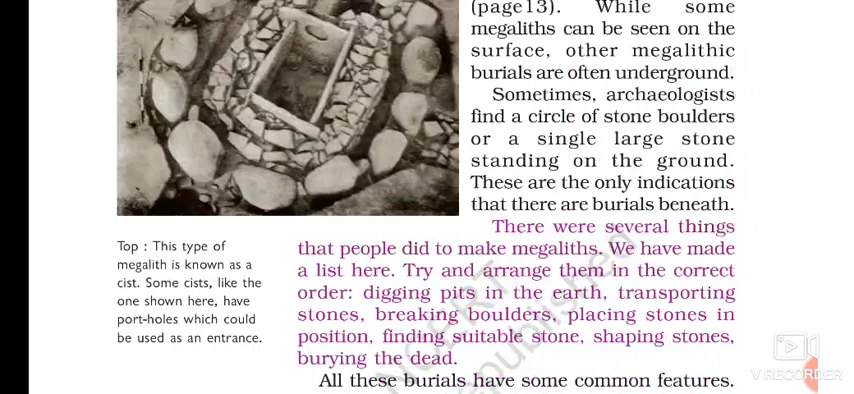 (page 13). While some
megaliths can be seen on the
surface, other megalithic
burials are often underground.
Sometimes, archaeologists
find a circle of stone boulders
or a single large stone
standing on the ground.
These are the only indications
that there are burials beneath.
Top : This type of
megalith is known as a
cist. Some cists, like the
one shown here, have
port-holes which could
be used as an entrance.
There were several things
that people did to make megaliths. We have made
a list here. Try and arrange them in the correct
order: digging pits in the earth, transporting
stones, breaking boulders, placing stones in
position, finding suitable stone, shaping stones,
burying the dead.
All these burials have some common features.
NCERT
republished
V RECORDER